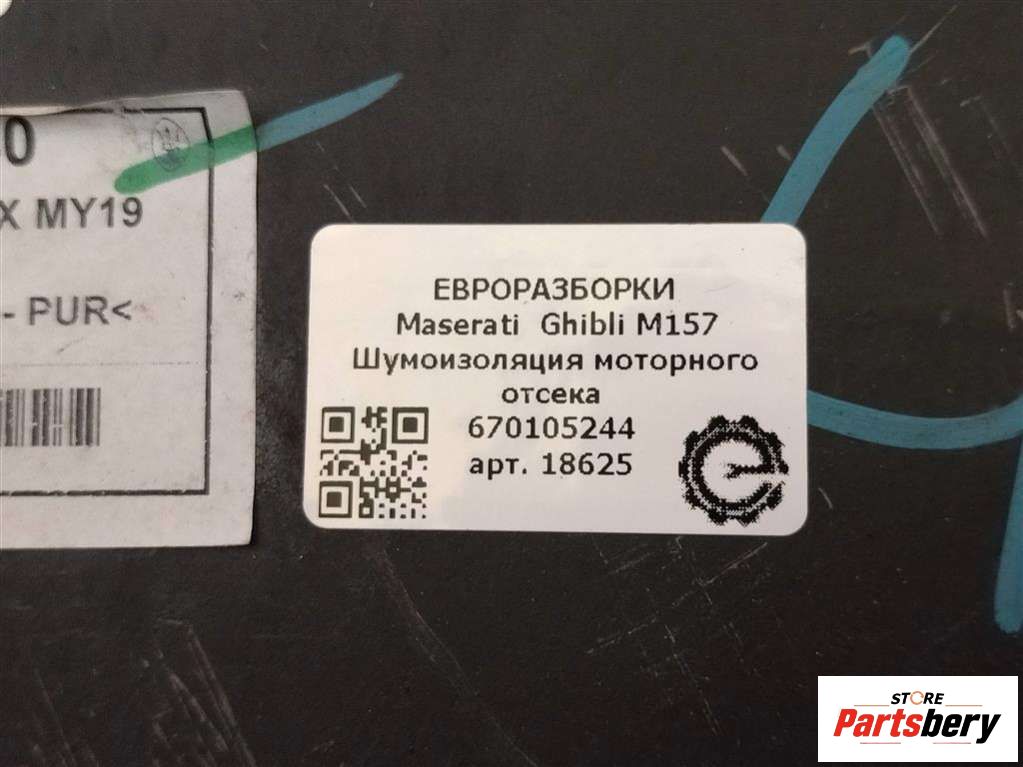 0
X MY19
- PUR<
ЕВРОРАЗБОРКИ
Maserati Ghibli M157
Шумоизоляция моторного
отсека
670105244
арт. 18625
STORE
Partsbery